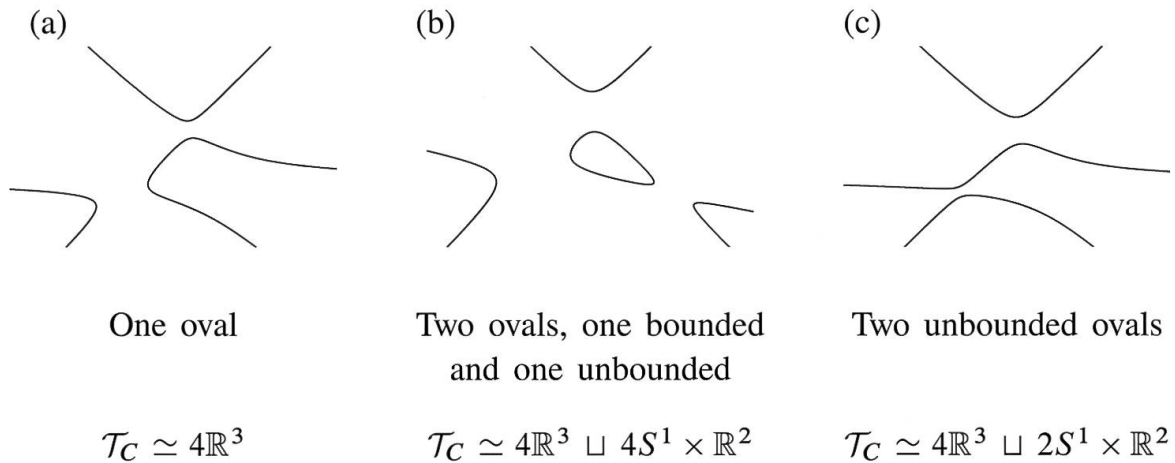 (a)
(b)
(c)
One oval
Two ovals, one bounded
and one unbounded
Two unbounded ovals
𝒯_C ≃ 4ℝ³
𝒯_C ≃ 4ℝ³ ⊔ 4S¹ × ℝ²
𝒯_C ≃ 4ℝ³ ⊔ 2S¹ × ℝ²